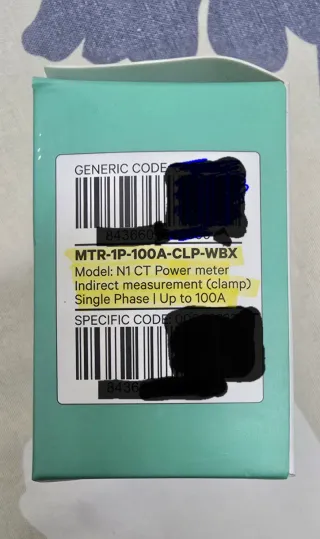 GENERIC CODE
MTR-1P-100A-CLP-WBX
Model: N1 CT Power meter
Indirect measurement (clamp)
Single Phase | Up to 100A
SPECIFIC CODE